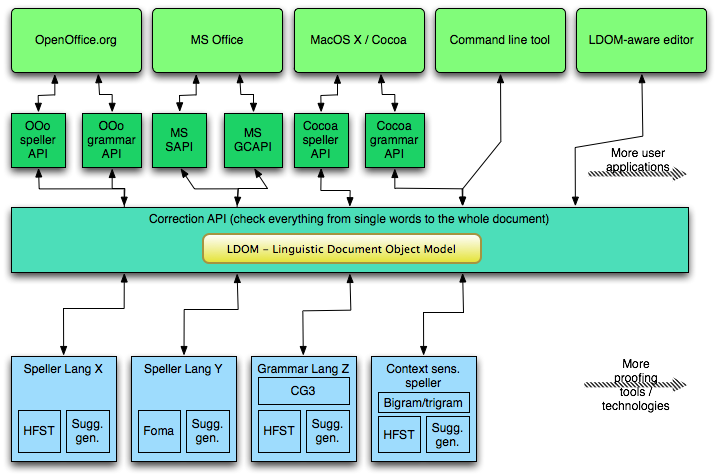 OpenOffice.org
MS Office
MacOS X / Cocoa
Command line tool
LDOM-aware editor
OOo
speller
API
OOo
grammar
API
MS
SAPI
MS
GCAPI
Cocoa
speller
API
Cocoa
grammar
API
More user
applications
Correction API (check everything from single words to the whole document)
LDOM - Linguistic Document Object Model
Speller Lang X
HFST
Sugg.
gen.
Speller Lang Y
Foma
Sugg.
gen.
Grammar Lang Z
CG3
HFST
Sugg.
gen.
Context sens.
speller
Bigram/trigram
HFST
Sugg.
gen.
More
proofing
tools /
technologies